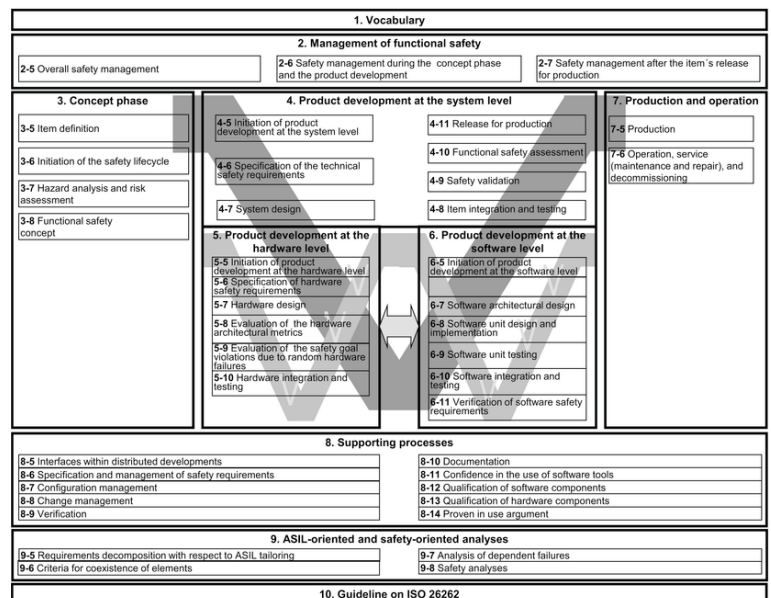 1. Vocabulary
2. Management of functional safety
2-5 Overall safety management
2-6 Safety management during the concept phase
and the product development
2-7 Safety management after the item´s release
for production
3. Concept phase
3-5 Item definition
3-6 Initiation of the safety lifecycle
3-7 Hazard analysis and risk
assessment
3-8 Functional safety
concept
4. Product development at the system level
4-5 Initiation of product
development at the system level
4-6 Specification of the technical
safety requirements
4-7 System design
4-11 Release for production
4-10 Functional safety assessment
4-9 Safety validation
4-8 Item integration and testing
7. Production and operation
7-5 Production
7-6 Operation, service
(maintenance and repair), and
decommissioning
5. Product development at the
hardware level
5-5 Initiation of product
development at the hardware level
5-6 Specification of hardware
safety requirements
5-7 Hardware design
5-8 Evaluation of the hardware
architectural metrics
5-9 Evaluation of the safety goal
violations due to random hardware
failures
5-10 Hardware integration and
testing
6. Product development at the
software level
6-5 Initiation of product
development at the software level
6-7 Software architectural design
6-8 Software unit design and
implementation
6-9 Software unit testing
6-10 Software integration and
testing
6-11 Verification of software safety
requirements
8. Supporting processes
8-5 Interfaces within distributed developments
8-6 Specification and management of safety requirements
8-7 Configuration management
8-8 Change management
8-9 Verification
8-10 Documentation
8-11 Confidence in the use of software tools
8-12 Qualification of software components
8-13 Qualification of hardware components
8-14 Proven in use argument
9. ASIL-oriented and safety-oriented analyses
9-5 Requirements decomposition with respect to ASIL tailoring
9-6 Criteria for coexistence of elements
9-7 Analysis of dependent failures
9-8 Safety analyses
10. Guideline on ISO 26262